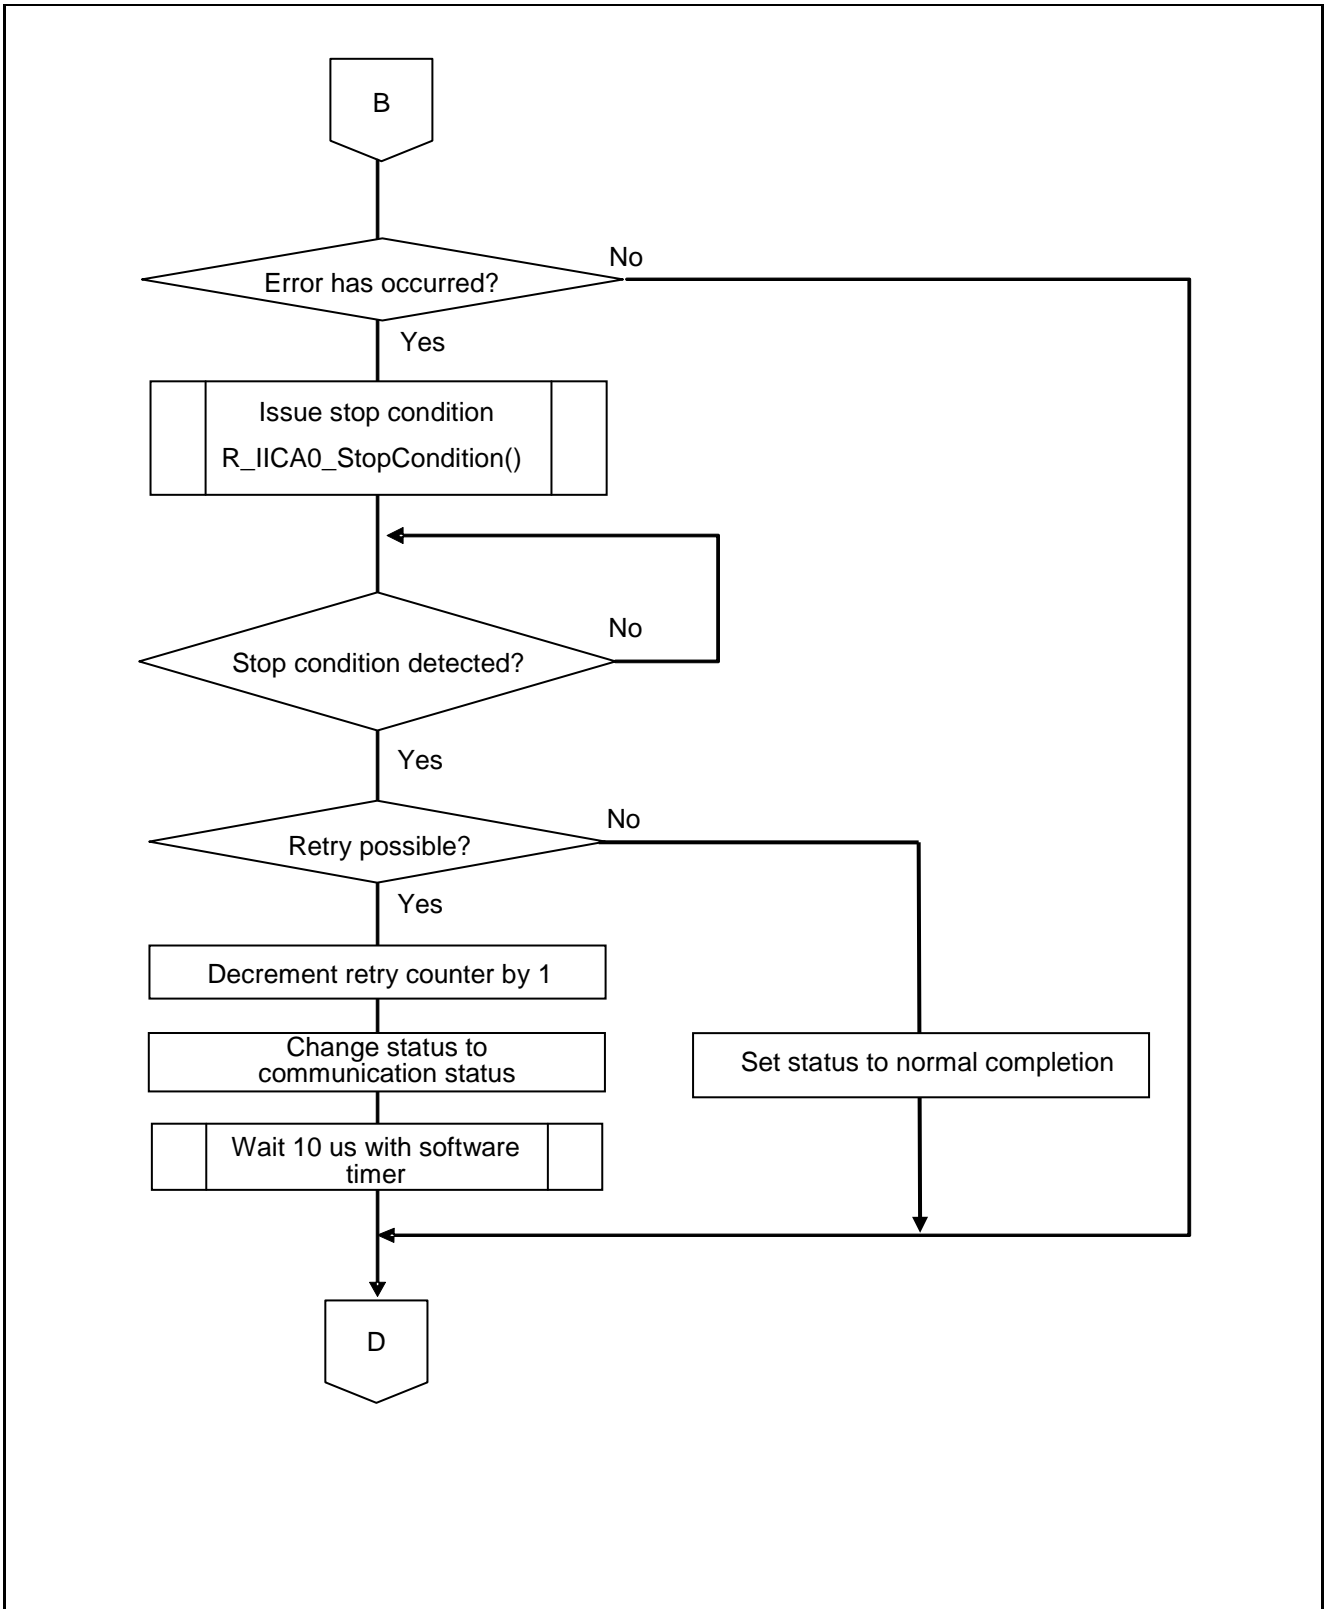 B
Error has occurred?
No
Yes
Issue stop condition
R_IICA0_StopCondition()
No
Stop condition detected?
Yes
No
Retry possible?
Yes
Decrement retry counter by 1
Change status to
communication status
Set status to normal completion
Wait 10 us with software
timer
D